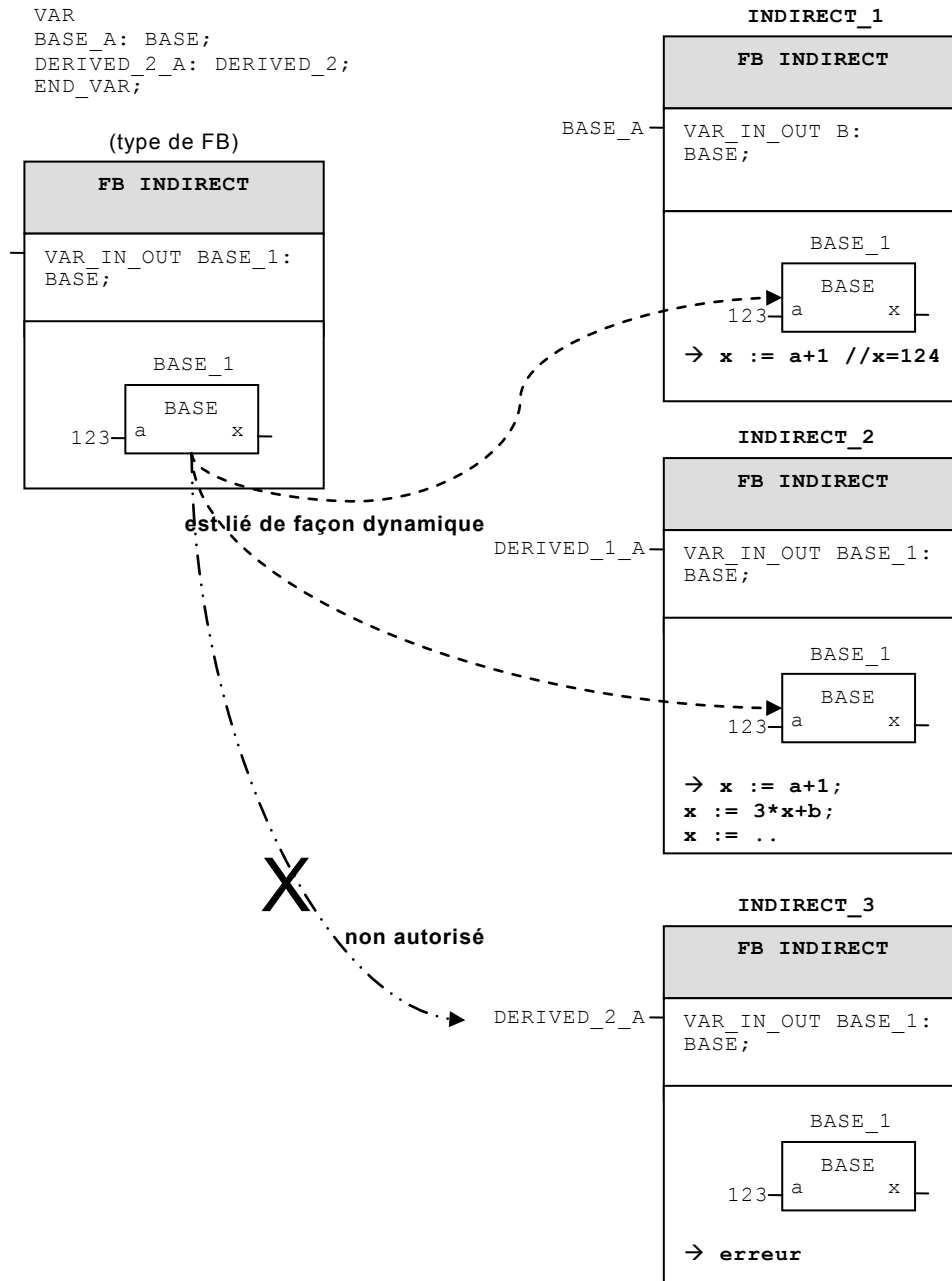 VAR
BASE_A: BASE;
DERIVED_2_A: DERIVED_2;
END_VAR;
(type de FB)
FB INDIRECT
VAR_IN_OUT BASE_1:
BASE;
BASE_1
BASE
123
a x
est lié de façon dynamique
X
non autorisé
INDIRECT_1
FB INDIRECT
BASE_A
VAR_IN_OUT B:
BASE;
BASE_1
BASE
123
a x
→ x := a+1 //x=124
INDIRECT_2
FB INDIRECT
DERIVED_1_A
VAR_IN_OUT BASE_1:
BASE;
BASE_1
BASE
123
a x
→ x := a+1;
x := 3*x+b;
x := ..
INDIRECT_3
FB INDIRECT
DERIVED_2_A
VAR_IN_OUT BASE_1:
BASE;
BASE_1
BASE
123
a x
→ erreur